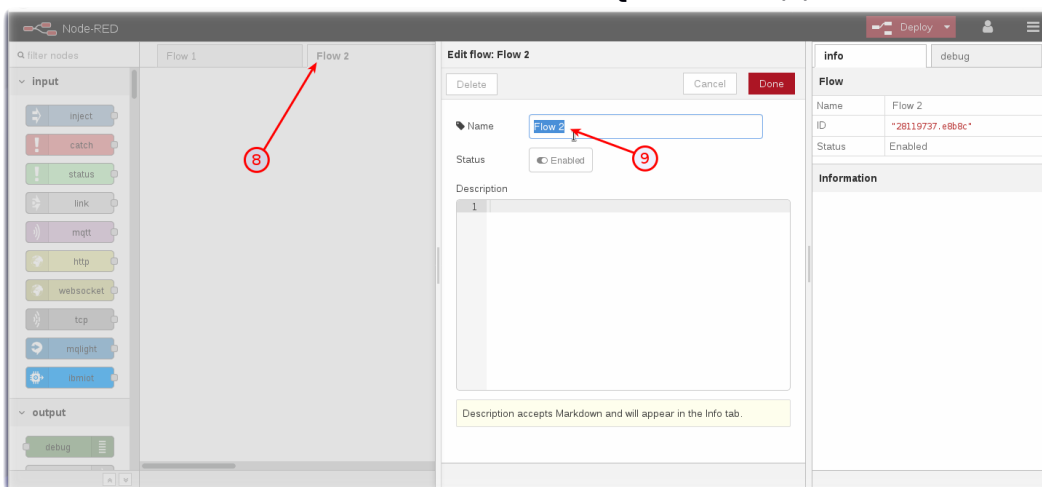 Node-RED
Deploy
filter nodes
Flow 1
Flow 2
Edit flow: Flow 2
info
debug
input
Delete
Cancel
Done
Flow
Name
Flow 2
ID
"28119737.e8b8c"
Status
Enabled
Information
inject
catch
status
link
mqtt
http
websocket
tcp
mqlight
ibmiot
output
debug
8
Name
Flow 2
9
Status
Enabled
Description
1
Description accepts Markdown and will appear in the Info tab.